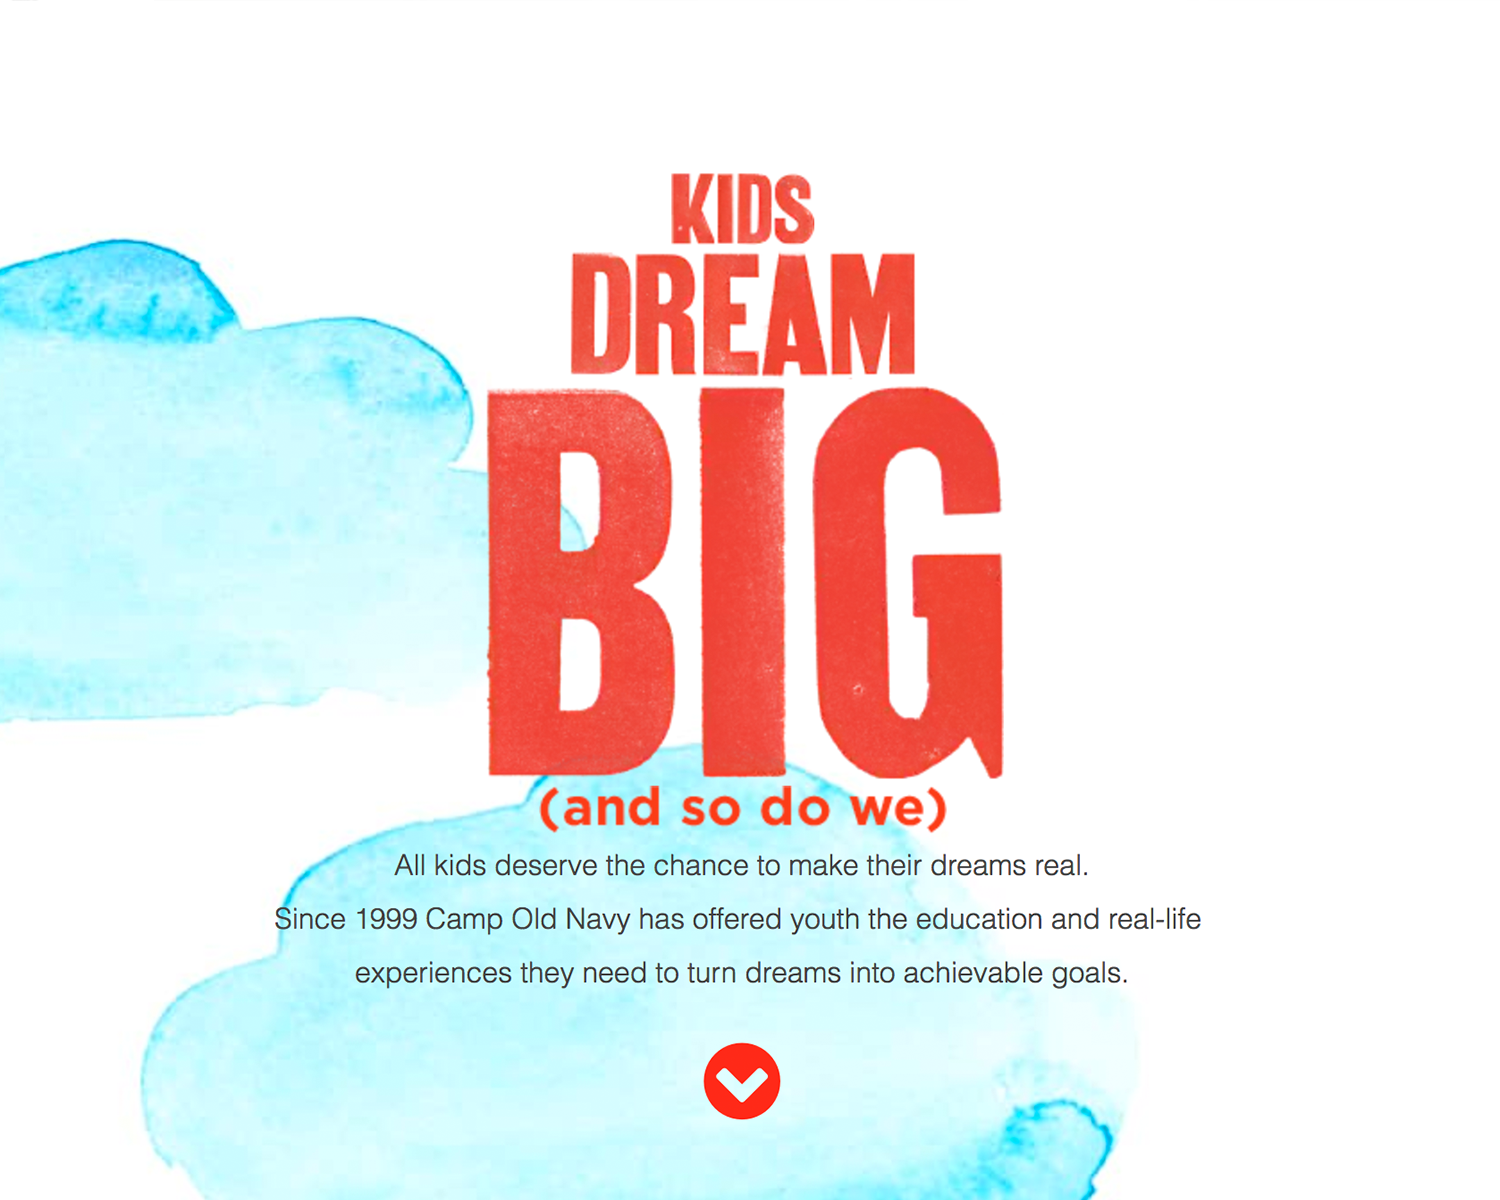 KIDS
DREAM
BIG
(and so do we)
All kids deserve the chance to make their dreams real.
Since 1999 Camp Old Navy has offered youth the education and real-life
experiences they need to turn dreams into achievable goals.